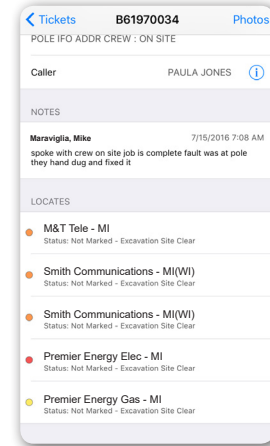 Tickets B61970034 Photos
POLE IFO ADDR CREW : ON SITE
Caller PAULA JONES i
NOTES
Maraviglia, Mike 7/15/2016 7:08 AM
spoke with crew on site job is complete fault was at pole
they hand dug and fixed it
LOCATES
M&T Tele - MI
Status: Not Marked - Excavation Site Clear
Smith Communications - MI(WI)
Status: Not Marked - Excavation Site Clear
Smith Communications - MI(WI)
Status: Not Marked - Excavation Site Clear
Premier Energy Elec - MI
Status: Not Marked - Excavation Site Clear
Premier Energy Gas - MI
Status: Not Marked - Excavation Site Clear